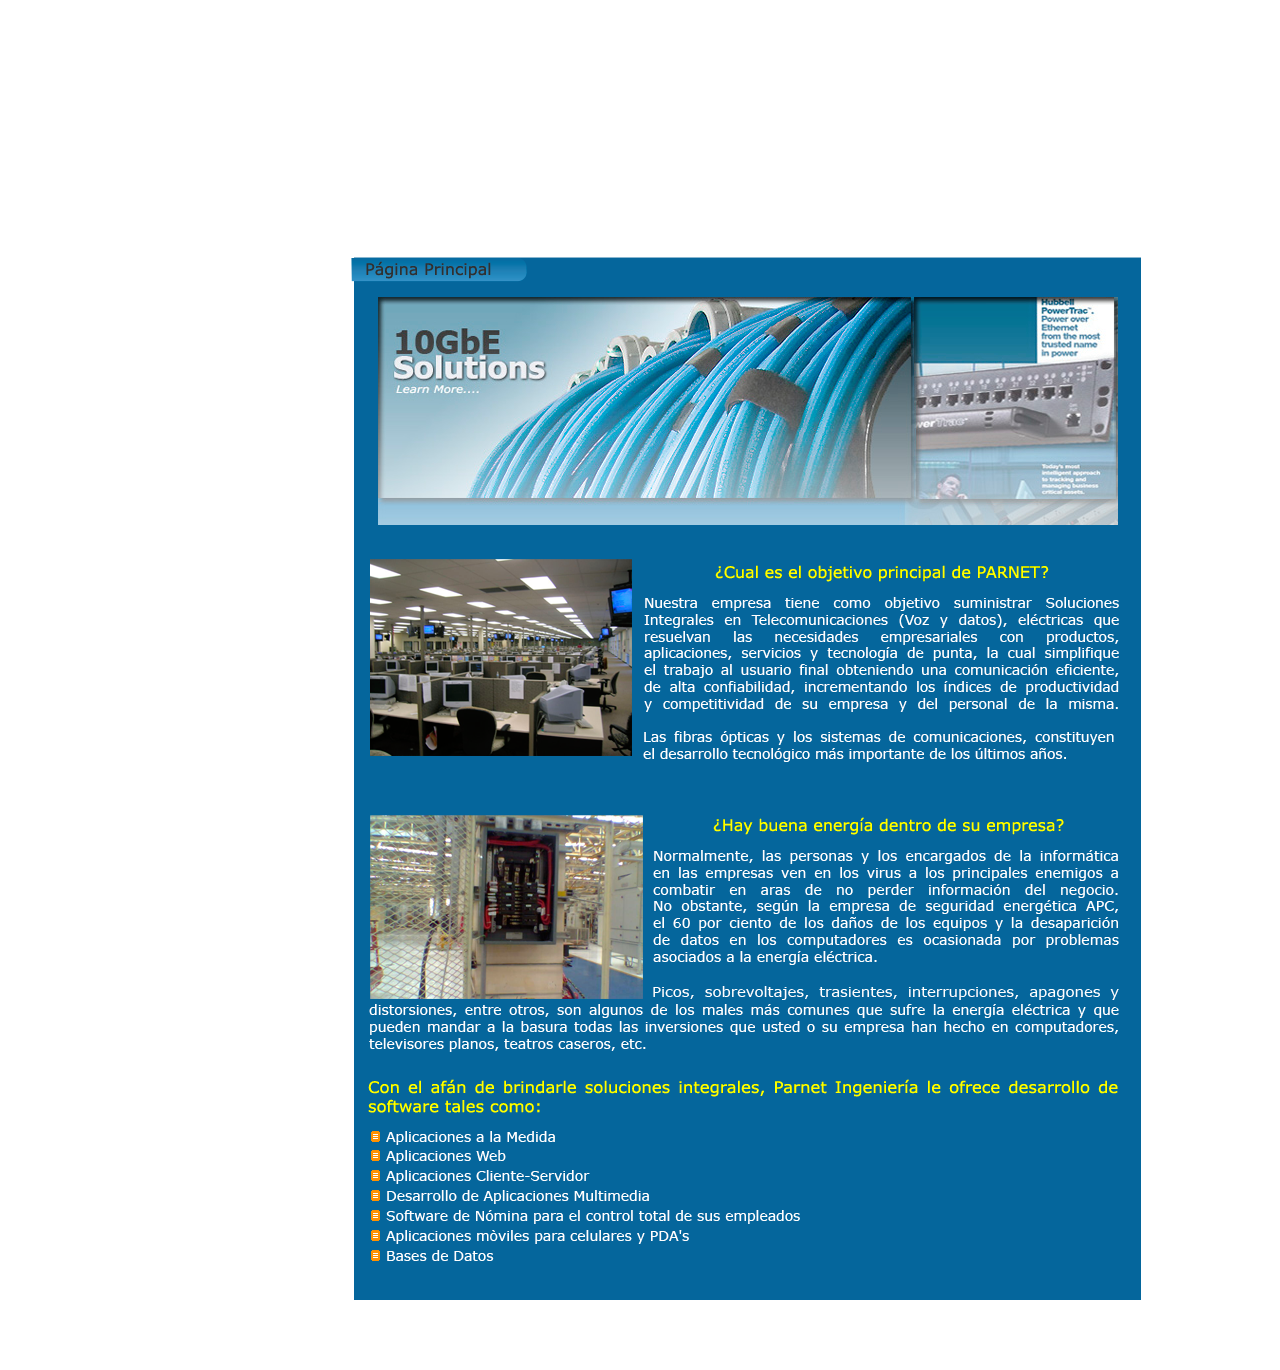 Página Principal
10GbE
Solutions
Learn More....
Hubbell
PowerTrac™.
Power over
Ethernet
from the most
trusted name
in power
werTrac™
Today's most
intelligent approach
to tracking and
managing business
critical assets.
¿Cual es el objetivo principal de PARNET?
Nuestra empresa tiene como objetivo suministrar Soluciones
Integrales en Telecomunicaciones (Voz y datos), eléctricas que
resuelvan las necesidades empresariales con productos,
aplicaciones, servicios y tecnología de punta, la cual simplifique
el trabajo al usuario final obteniendo una comunicación eficiente,
de alta confiabilidad, incrementando los índices de productividad
y competitividad de su empresa y del personal de la misma.
Las fibras ópticas y los sistemas de comunicaciones, constituyen
el desarrollo tecnológico más importante de los últimos años.
¿Hay buena energía dentro de su empresa?
Normalmente, las personas y los encargados de la informática
en las empresas ven en los virus a los principales enemigos a
combatir en aras de no perder información del negocio.
No obstante, según la empresa de seguridad energética APC,
el 60 por ciento de los daños de los equipos y la desaparición
de datos en los computadores es ocasionada por problemas
asociados a la energía eléctrica.
Picos, sobrevoltajes, trasientes, interrupciones, apagones y
distorsiones, entre otros, son algunos de los males más comunes que sufre la energía eléctrica y que
pueden mandar a la basura todas las inversiones que usted o su empresa han hecho en computadores,
televisores planos, teatros caseros, etc.
Con el afán de brindarle soluciones integrales, Parnet Ingeniería le ofrece desarrollo de
software tales como:
Aplicaciones a la Medida
Aplicaciones Web
Aplicaciones Cliente-Servidor
Desarrollo de Aplicaciones Multimedia
Software de Nómina para el control total de sus empleados
Aplicaciones mòviles para celulares y PDA's
Bases de Datos